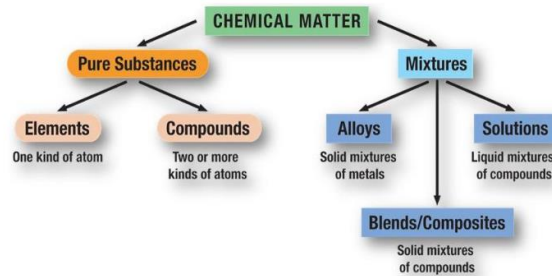 CHEMICAL MATTER
Pure Substances
Mixtures
Elements
One kind of atom
Compounds
Two or more
kinds of atoms
Alloys
Solid mixtures
of metals
Solutions
Liquid mixtures
of compounds
Blends/Composites
Solid mixtures
of compounds